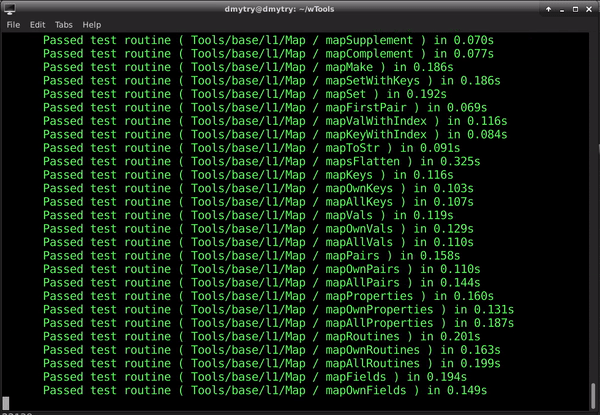 dmytry@dmytry: ~/wTools
File Edit Tabs Help
Passed test routine ( Tools/base/l1/Map / mapSupplement ) in 0.070s
Passed test routine ( Tools/base/l1/Map / mapComplement ) in 0.077s
Passed test routine ( Tools/base/l1/Map / mapMake ) in 0.186s
Passed test routine ( Tools/base/l1/Map / mapSetWithKeys ) in 0.186s
Passed test routine ( Tools/base/l1/Map / mapSet ) in 0.192s
Passed test routine ( Tools/base/l1/Map / mapFirstPair ) in 0.069s
Passed test routine ( Tools/base/l1/Map / mapValWithIndex ) in 0.116s
Passed test routine ( Tools/base/l1/Map / mapKeyWithIndex ) in 0.084s
Passed test routine ( Tools/base/l1/Map / mapToStr ) in 0.091s
Passed test routine ( Tools/base/l1/Map / mapsFlatten ) in 0.325s
Passed test routine ( Tools/base/l1/Map / mapKeys ) in 0.116s
Passed test routine ( Tools/base/l1/Map / mapOwnKeys ) in 0.103s
Passed test routine ( Tools/base/l1/Map / mapAllKeys ) in 0.107s
Passed test routine ( Tools/base/l1/Map / mapVals ) in 0.119s
Passed test routine ( Tools/base/l1/Map / mapOwnVals ) in 0.129s
Passed test routine ( Tools/base/l1/Map / mapAllVals ) in 0.110s
Passed test routine ( Tools/base/l1/Map / mapPairs ) in 0.158s
Passed test routine ( Tools/base/l1/Map / mapOwnPairs ) in 0.110s
Passed test routine ( Tools/base/l1/Map / mapAllPairs ) in 0.144s
Passed test routine ( Tools/base/l1/Map / mapProperties ) in 0.160s
Passed test routine ( Tools/base/l1/Map / mapOwnProperties ) in 0.131s
Passed test routine ( Tools/base/l1/Map / mapAllProperties ) in 0.187s
Passed test routine ( Tools/base/l1/Map / mapRoutines ) in 0.201s
Passed test routine ( Tools/base/l1/Map / mapOwnRoutines ) in 0.163s
Passed test routine ( Tools/base/l1/Map / mapAllRoutines ) in 0.199s
Passed test routine ( Tools/base/l1/Map / mapFields ) in 0.194s
Passed test routine ( Tools/base/l1/Map / mapOwnFields ) in 0.149s